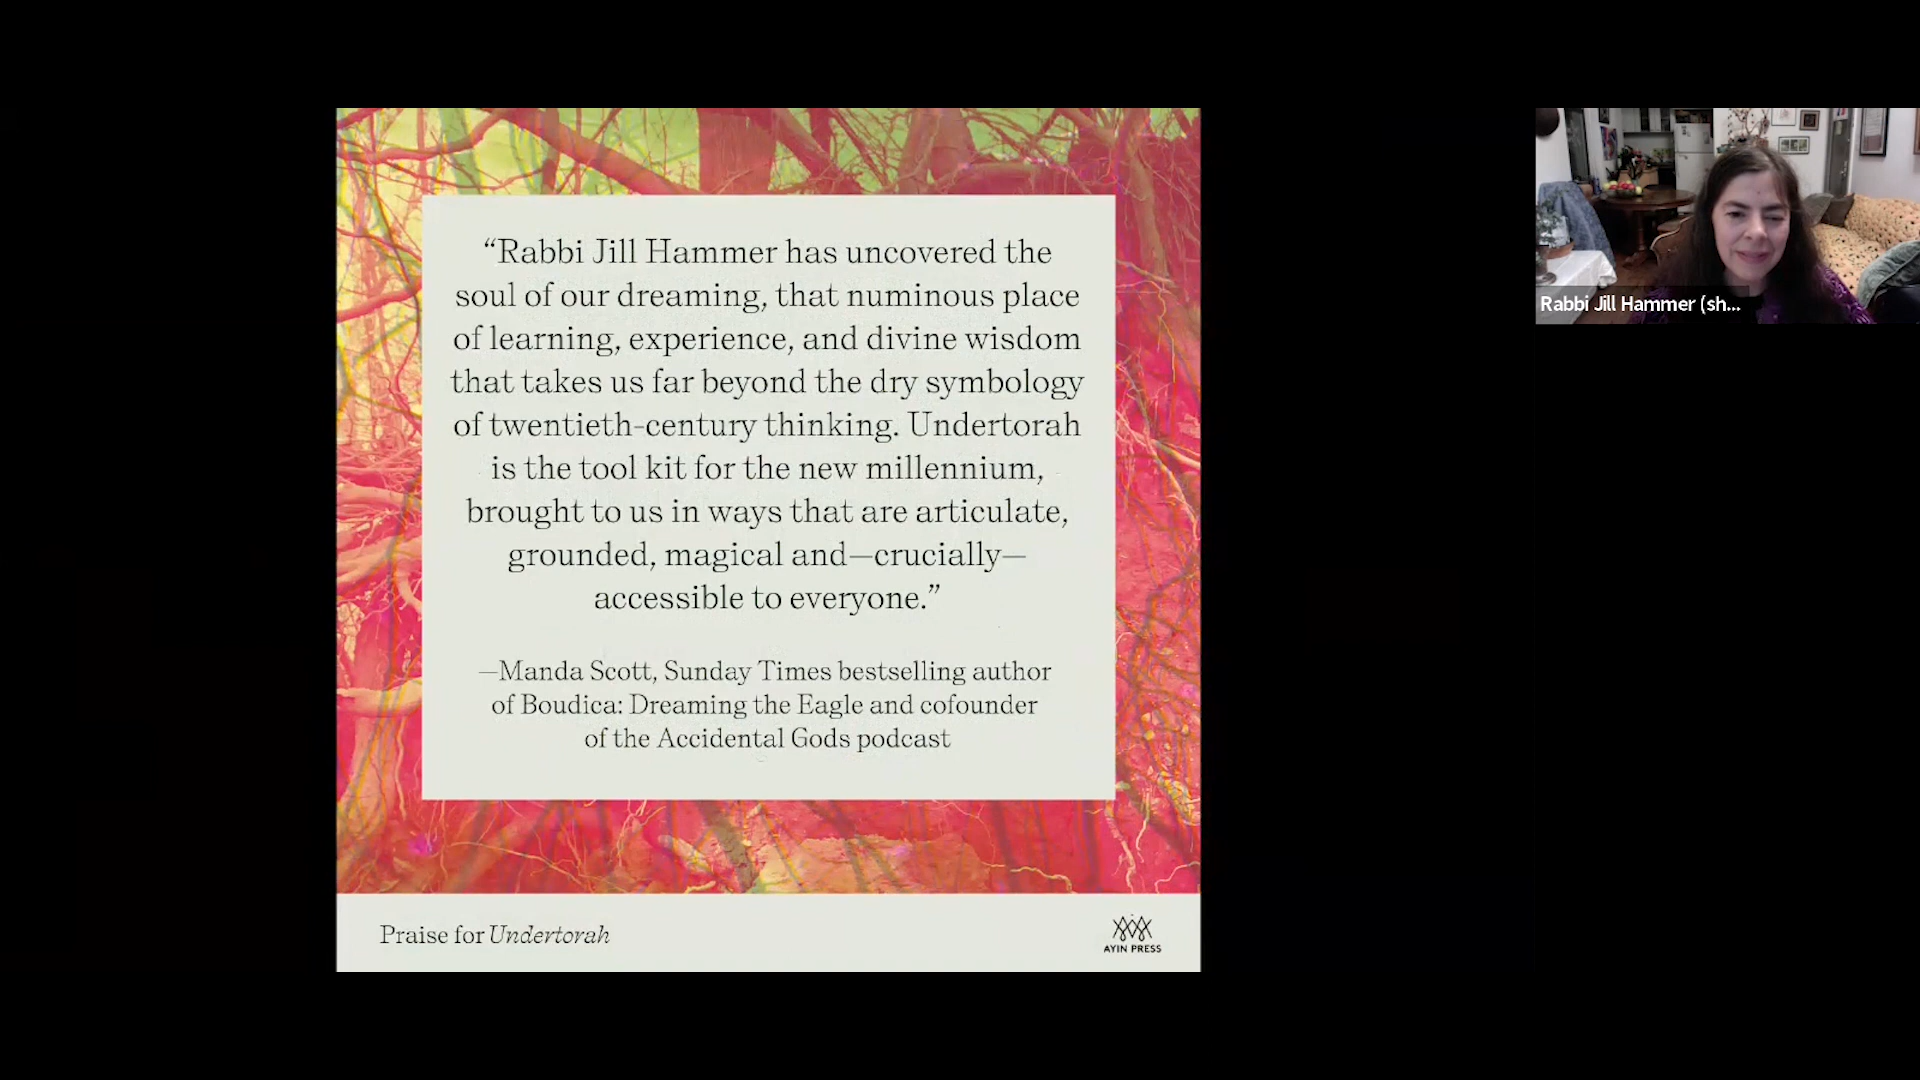 “Rabbi Jill Hammer has uncovered the
soul of our dreaming, that numinous place
of learning, experience, and divine wisdom
that takes us far beyond the dry symbology
of twentieth-century thinking. Undertorah
is the tool kit for the new millennium,
brought to us in ways that are articulate,
grounded, magical and—crucially—
accessible to everyone.”
—Manda Scott, Sunday Times bestselling author
of Boudica: Dreaming the Eagle and cofounder
of the Accidental Gods podcast
Praise for Undertorah
AYIN PRESS
Rabbi Jill Hammer (sh...